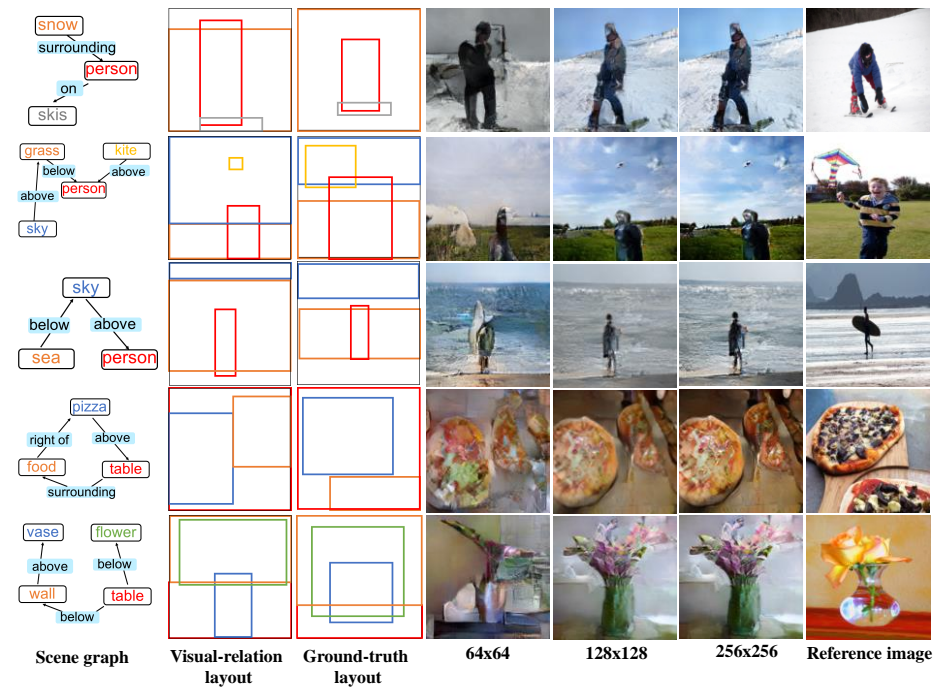 snow
surrounding
person
on
skis
grass
kite
below
above
person
above
sky
sky
below
above
sea
person
pizza
right of
above
food
table
surrounding
vase
flower
above
below
wall
table
below
Scene graph
Visual-relation
layout
Ground-truth
layout
64x64
128x128
256x256
Reference image